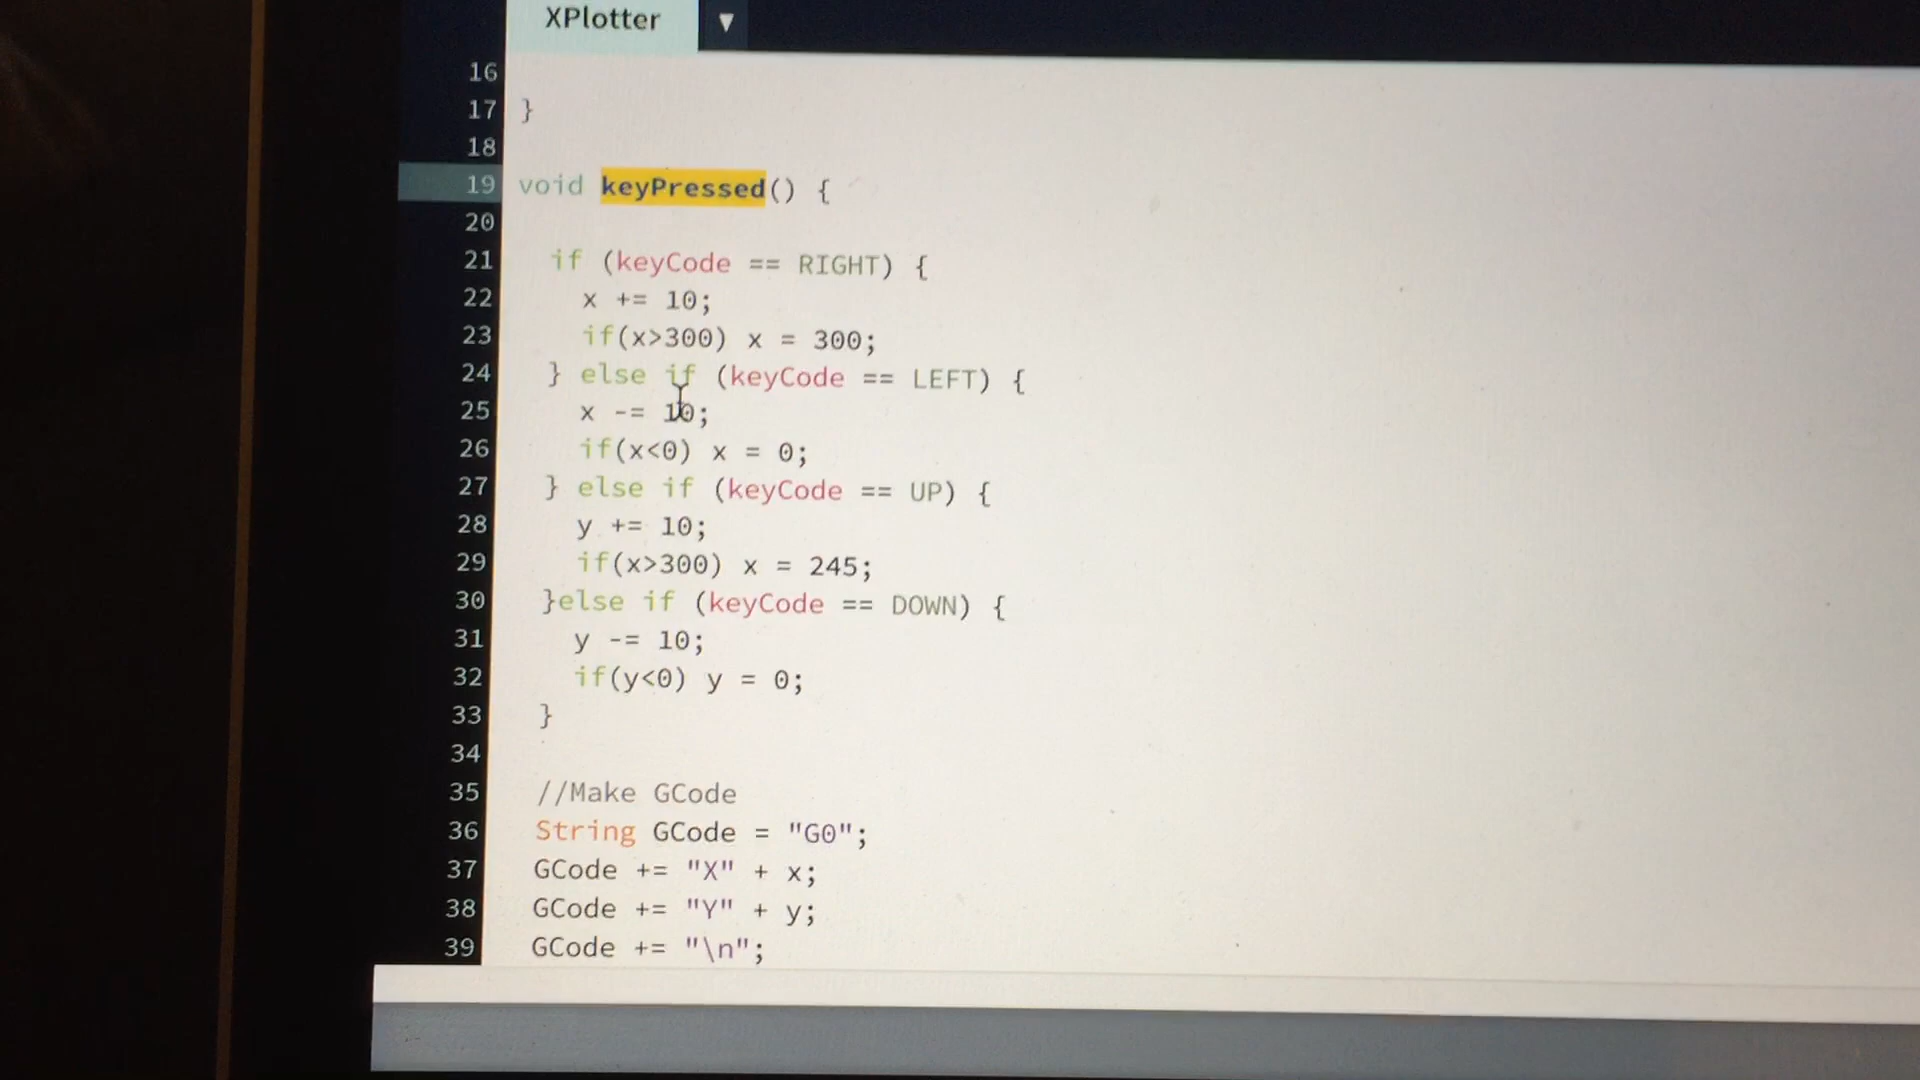 XPlotter ▼
16
17 }
18
19 void keyPressed() {
20
21 if (keyCode == RIGHT) {
22 x += 10;
23 if(x>300) x = 300;
24 } else if (keyCode == LEFT) {
25 x -= 10;
26 if(x<0) x = 0;
27 } else if (keyCode == UP) {
28 y += 10;
29 if(x>300) x = 245;
30 }else if (keyCode == DOWN) {
31 y -= 10;
32 if(y<0) y = 0;
33 }
34
35 //Make GCode
36 String GCode = "G0";
37 GCode += "X" + x;
38 GCode += "Y" + y;
39 GCode += "\n";